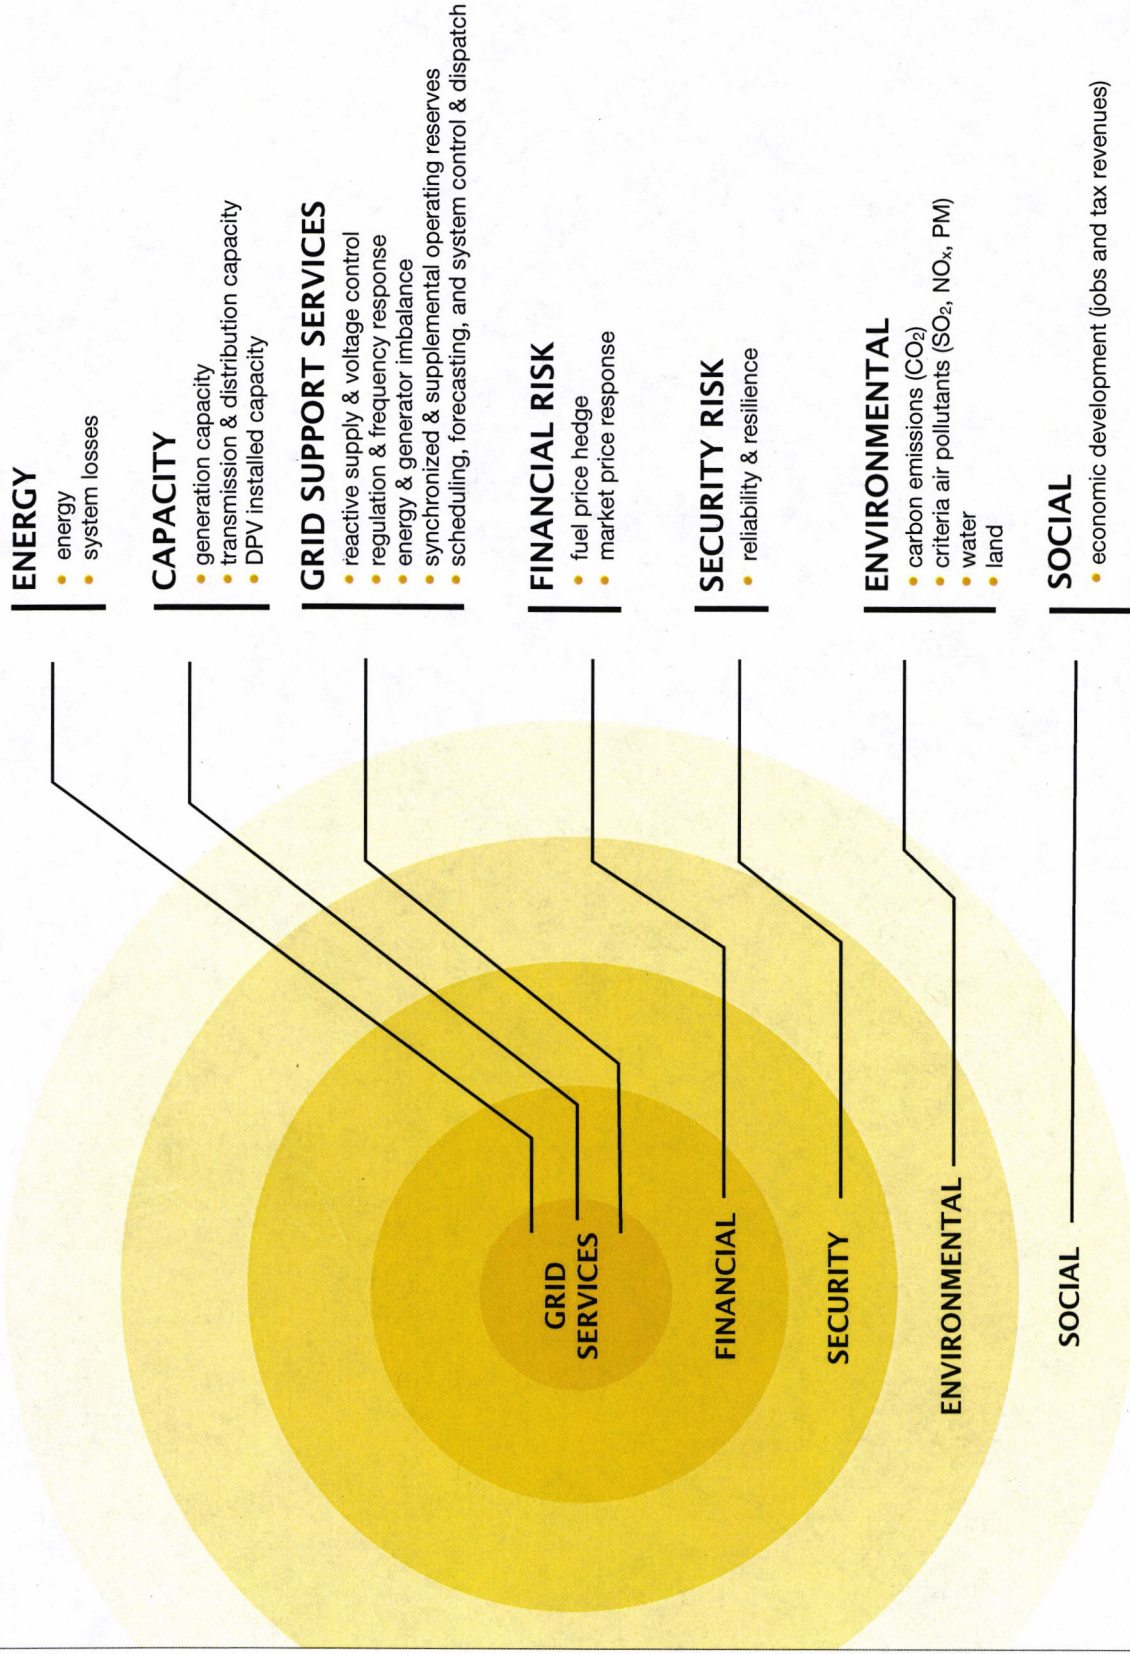 ENERGY
• energy
• system losses
CAPACITY
• generation capacity
• transmission & distribution capacity
• DPV installed capacity
GRID SUPPORT SERVICES
• reactive supply & voltage control
• regulation & frequency response
• energy & generator imbalance
• synchronized & supplemental operating reserves
• scheduling, forecasting, and system control & dispatch
FINANCIAL RISK
• fuel price hedge
• market price response
SECURITY RISK
• reliability & resilience
ENVIRONMENTAL
• carbon emissions (CO₂)
• criteria air pollutants (SO₂, NOₓ, PM)
• water
• land
SOCIAL
• economic development (jobs and tax revenues)
GRID
SERVICES
FINANCIAL
SECURITY
ENVIRONMENTAL
SOCIAL